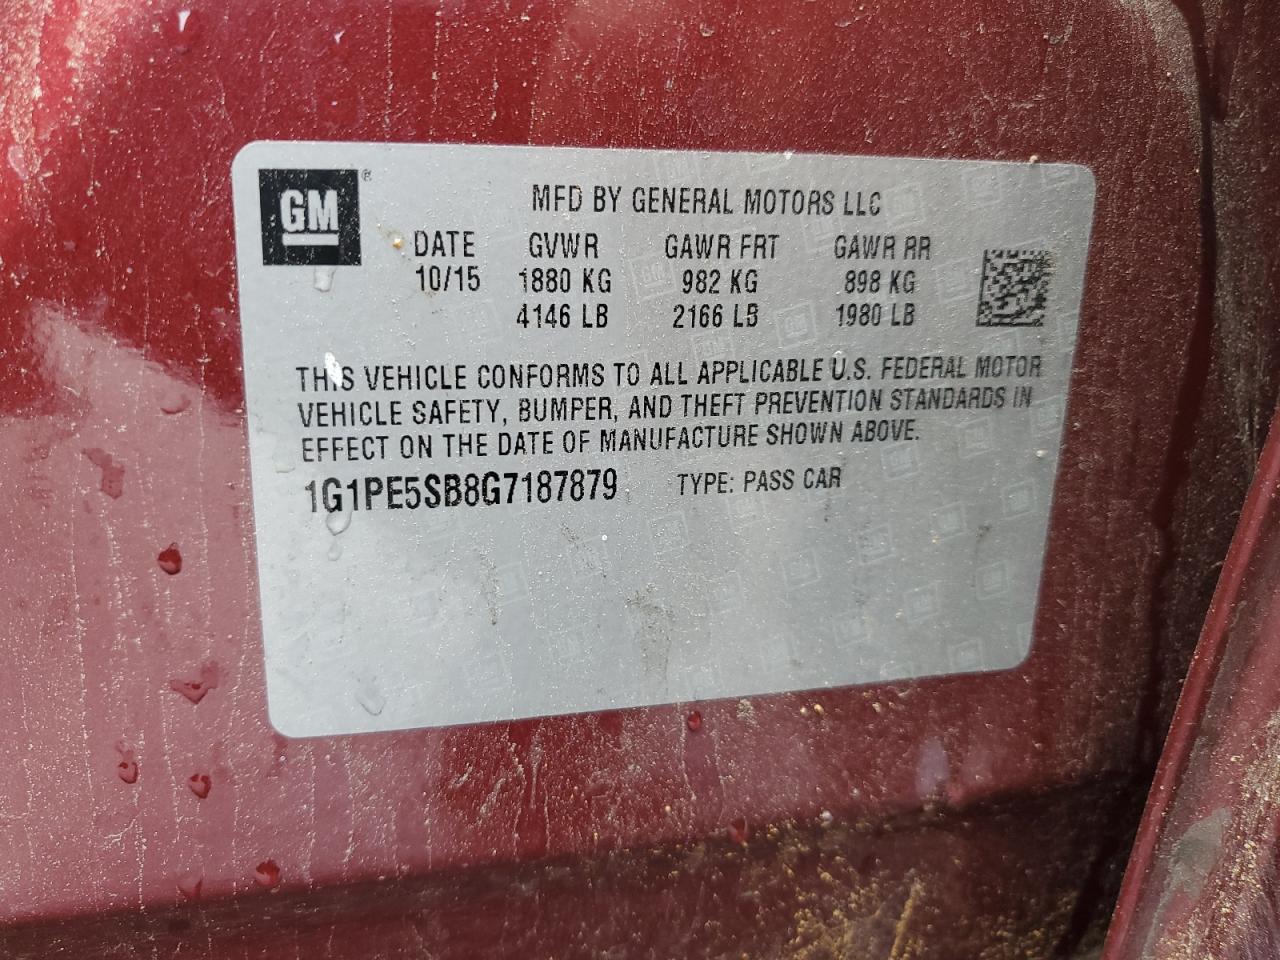 GM®
MFD BY GENERAL MOTORS LLC
DATE GVWR GAWR FRT GAWR RR
10/15 1880 KG 982 KG 898 KG
4146 LB 2166 LB 1980 LB
THIS VEHICLE CONFORMS TO ALL APPLICABLE U.S. FEDERAL MOTOR
VEHICLE SAFETY, BUMPER, AND THEFT PREVENTION STANDARDS IN
EFFECT ON THE DATE OF MANUFACTURE SHOWN ABOVE.
1G1PE5SB8G7187879 TYPE: PASS CAR